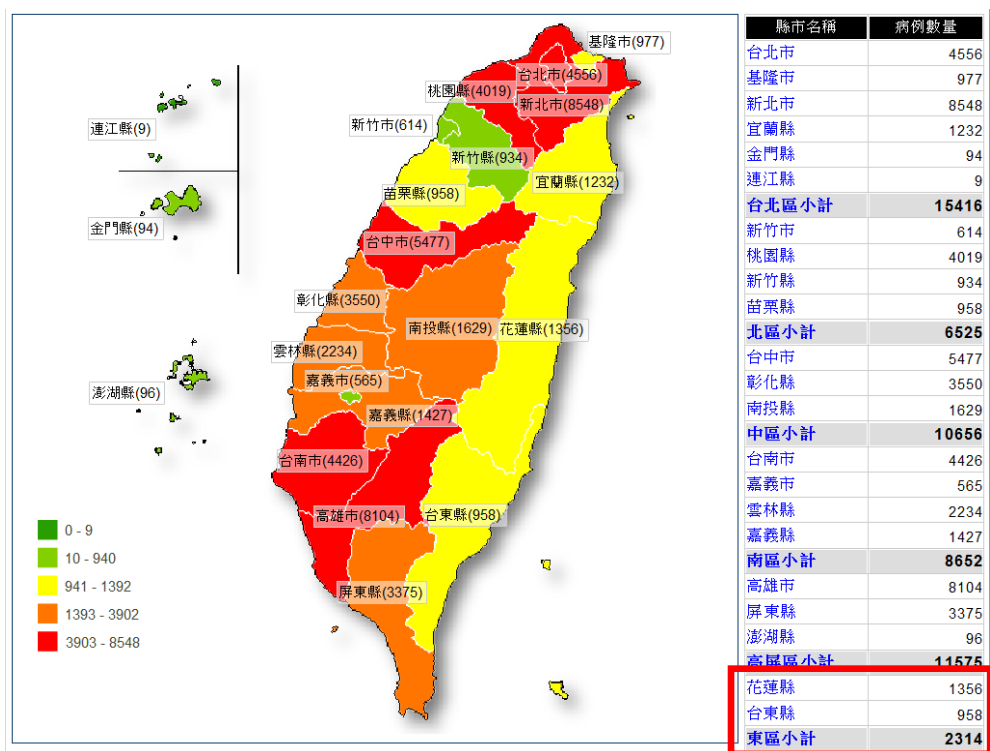 基隆市(977)
台北市(4556)
桃園縣(4019)
新北市(8548)
新竹市(614)
連江縣(9)
新竹縣(934)
宜蘭縣(1232)
苗栗縣(958)
金門縣(94)
台中市(5477)
彰化縣(3550)
南投縣(1629)
花蓮縣(1356)
雲林縣(2234)
嘉義市(565)
澎湖縣(96)
嘉義縣(1427)
台南市(4426)
高雄市(8104)
台東縣(958)
屏東縣(3375)
0 - 9
10 - 940
941 - 1392
1393 - 3902
3903 - 8548
縣市名稱 病例數量
台北市 4556
基隆市 977
新北市 8548
宜蘭縣 1232
金門縣 94
連江縣 9
台北區小計 15416
新竹市 614
桃園縣 4019
新竹縣 934
苗栗縣 958
北區小計 6525
台中市 5477
彰化縣 3550
南投縣 1629
中區小計 10656
台南市 4426
嘉義市 565
雲林縣 2234
嘉義縣 1427
南區小計 8652
高雄市 8104
屏東縣 3375
澎湖縣 96
高屏區小計 11575
花蓮縣 1356
台東縣 958
東區小計 2314